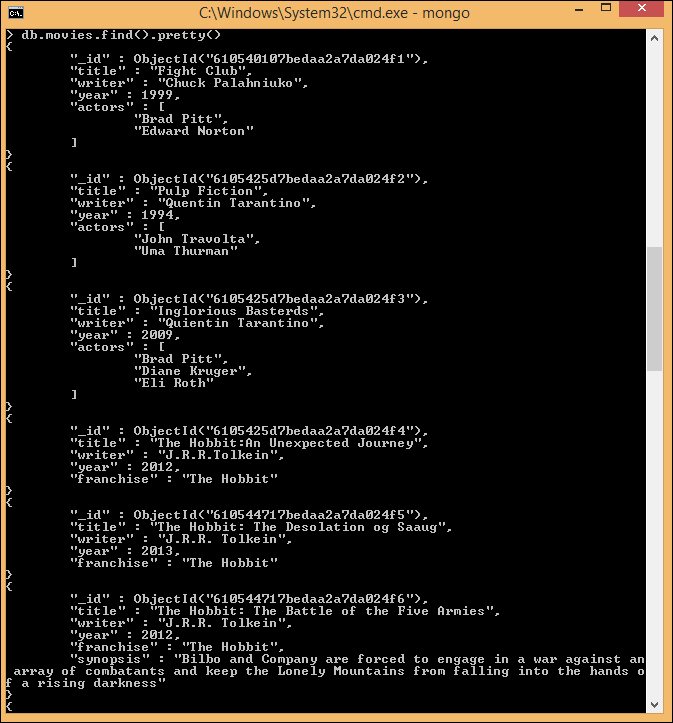 C:\Windows\System32\cmd.exe - mongo
> db.movies.find().pretty()
{
"_id" : ObjectId("610540107bedaa2a7da024f1"),
"title" : "Fight Club",
"writer" : "Chuck Palahniuko",
"year" : 1999,
"actors" : [
"Brad Pitt",
"Edward Norton"
]
}
{
"_id" : ObjectId("6105425d7bedaa2a7da024f2"),
"title" : "Pulp Fiction",
"writer" : "Quentin Tarantino",
"year" : 1994,
"actors" : [
"John Travolta",
"Uma Thurman"
]
}
{
"_id" : ObjectId("6105425d7bedaa2a7da024f3"),
"title" : "Inglorious Basterds",
"writer" : "Quientin Tarantino",
"year" : 2009,
"actors" : [
"Brad Pitt",
"Diane Kruger",
"Eli Roth"
]
}
{
"_id" : ObjectId("6105425d7bedaa2a7da024f4"),
"title" : "The Hobbit:An Unexpected Journey",
"writer" : "J.R.R.Tolkein",
"year" : 2012,
"franchise" : "The Hobbit"
}
{
"_id" : ObjectId("610544717bedaa2a7da024f5"),
"title" : "The Hobbit: The Desolation og Saaug",
"writer" : "J.R.R. Tolkein",
"year" : 2013,
"franchise" : "The Hobbit"
}
{
"_id" : ObjectId("610544717bedaa2a7da024f6"),
"title" : "The Hobbit: The Battle of the Five Armies",
"writer" : "J.R.R. Tolkein",
"year" : 2012,
"franchise" : "The Hobbit",
"synopsis" : "Bilbo and Company are forced to engage in a war against an
array of combatants and keep the Lonely Mountains from falling into the hands o
f a rising darkness"
}
{